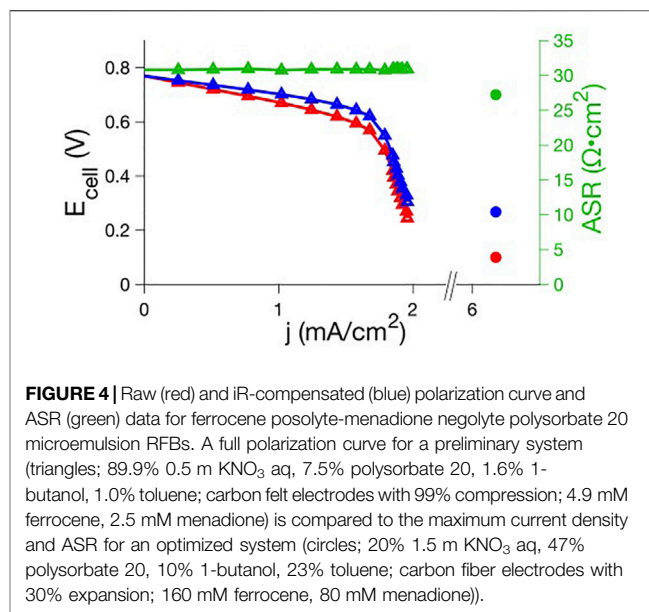 0.8
0.6
0.4
0.2
0
E_cell (V)
0
1
2
6
j (mA/cm²)
35
30
25
20
15
10
5
0
ASR (Ω•cm²)
FIGURE 4 | Raw (red) and iR-compensated (blue) polarization curve and
ASR (green) data for ferrocene posolyte-menadione negolyte polysorbate 20
microemulsion RFBs. A full polarization curve for a preliminary system
(triangles; 89.9% 0.5 m KNO₃ aq, 7.5% polysorbate 20, 1.6% 1-
butanol, 1.0% toluene; carbon felt electrodes with 99% compression; 4.9 mM
ferrocene, 2.5 mM menadione) is compared to the maximum current density
and ASR for an optimized system (circles; 20% 1.5 m KNO₃ aq, 47%
polysorbate 20, 10% 1-butanol, 23% toluene; carbon fiber electrodes with
30% expansion; 160 mM ferrocene, 80 mM menadione)).